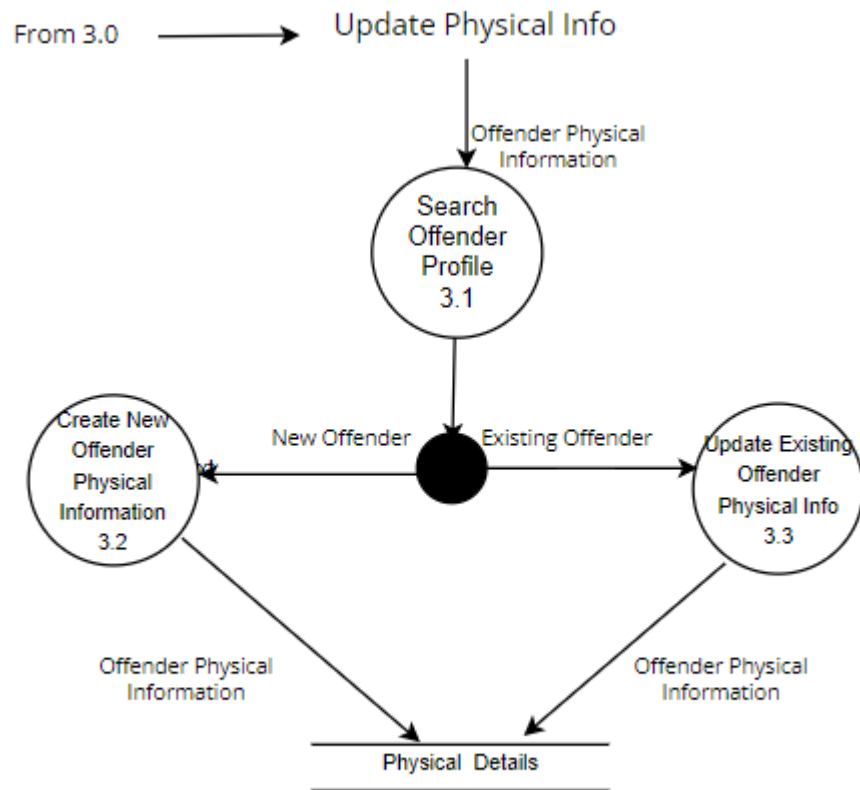 From 3.0
Update Physical Info
Offender Physical
Information
Search
Offender
Profile
3.1
New Offender
Existing Offender
Create New
Offender
Physical
Information
3.2
Update Existing
Offender
Physical Info
3.3
Offender Physical
Information
Offender Physical
Information
Physical Details